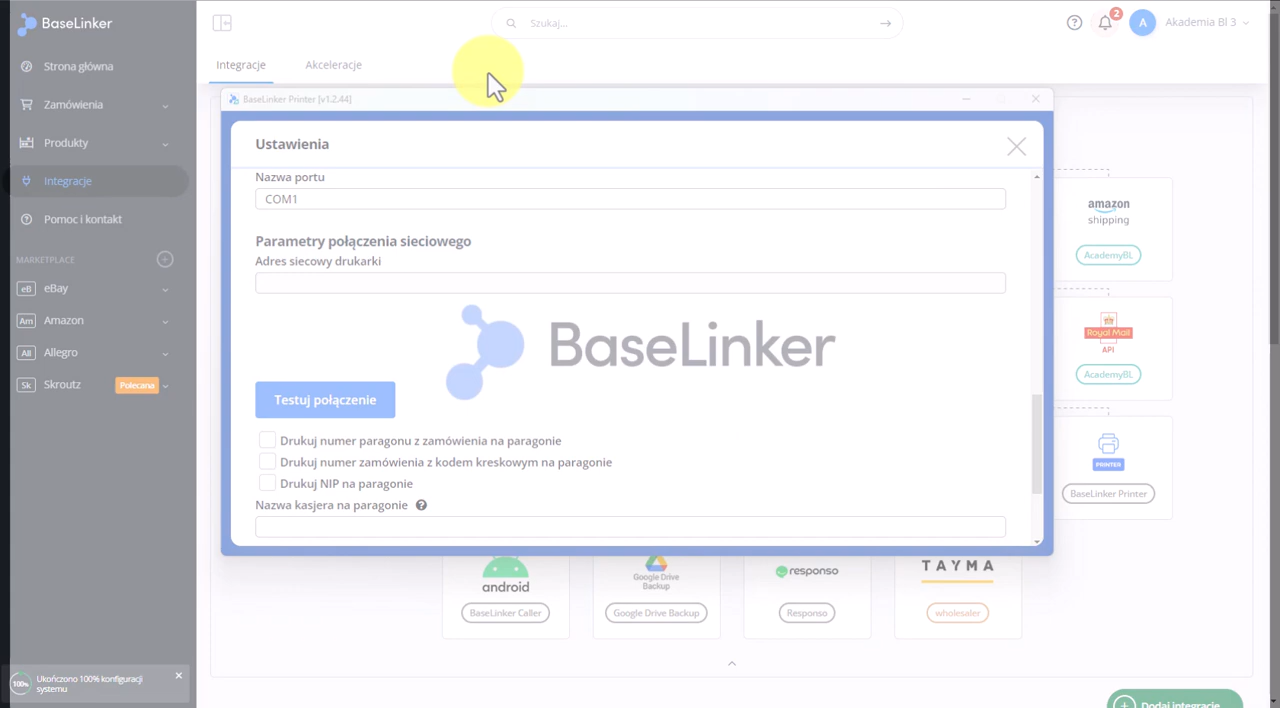 BaseLinker
Szukaj...
2
A
Akademia Bl 3
Strona główna
Zamówienia
Produkty
Integracje
Pomoc i kontakt
MARKETPLACE
eB eBay
Am Amazon
All Allegro
Sk Skroutz Polecana
100% Ukończono 100% konfiguracji
systemu
Integracje
Akceleracje
BaseLinker Printer [v1.2.44]
Ustawienia
Nazwa portu
COM1
Parametry połączenia sieciowego
Adres siecowy drukarki
BaseLinker
Testuj połączenie
Drukuj numer paragonu z zamówienia na paragonie
Drukuj numer zamówienia z kodem kreskowym na paragonie
Drukuj NIP na paragonie
Nazwa kasjera na paragonie
amazon
shipping
AcademyBL
Royal Mail
API
AcademyBL
PRINTER
BaseLinker Printer
android
BaseLinker Caller
Google Drive
Backup
Google Drive Backup
responso
Responso
TAYMA
wholesaler
Dodaj integrację